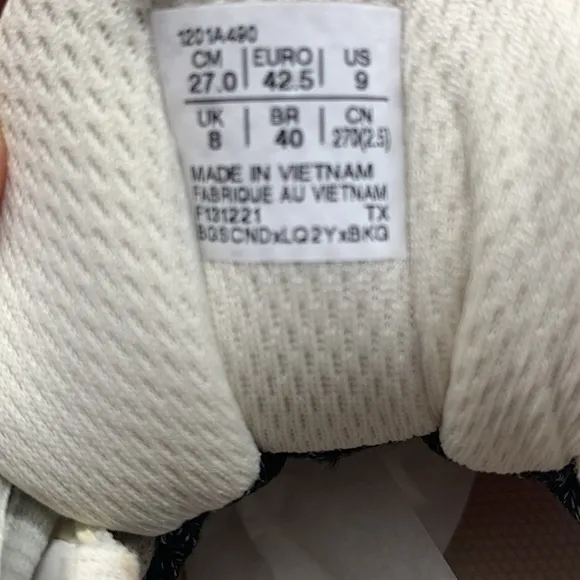 1201A490
CM | EURO | US
27.0 | 42.5 | 9
UK | BR | CN
8 | 40 | 270(2.5)
MADE IN VIETNAM
FABRIQUE AU VIETNAM
F131221 TX
BGSCNDxLQ2YxBKG